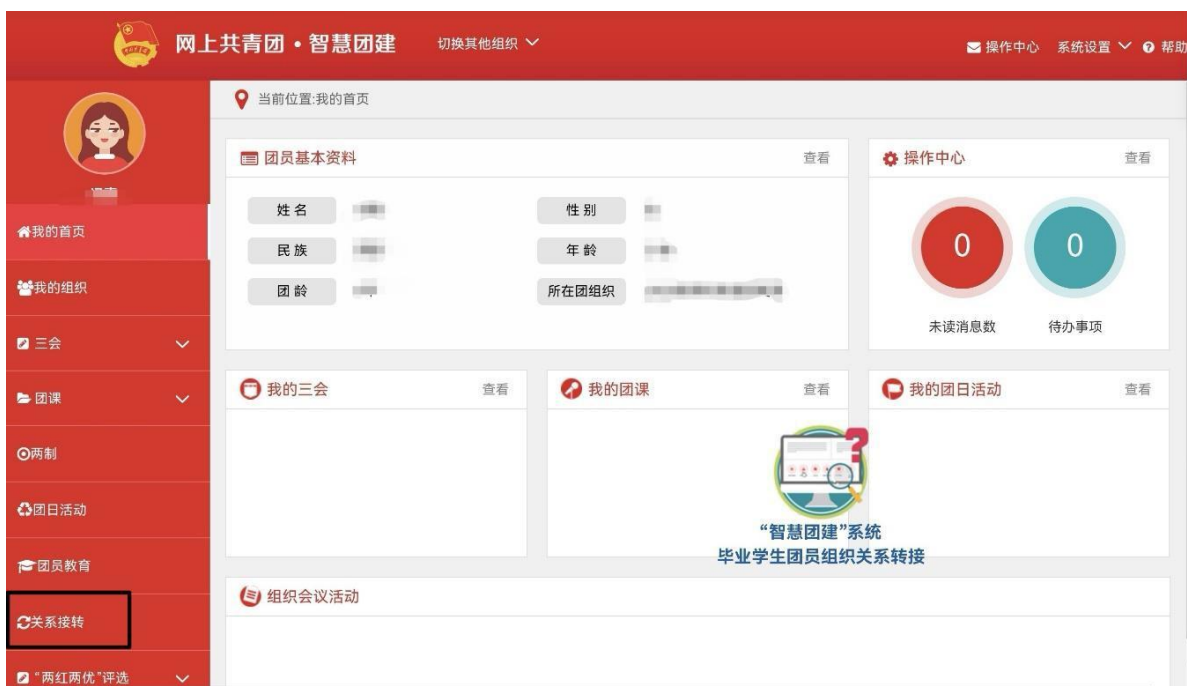 网上共青团·智慧团建
切换其他组织
操作中心
系统设置
帮助
当前位置:我的首页
我的首页
我的组织
三会
团课
两制
团日活动
团员教育
关系接转
“两红两优”评选
团员基本资料
查看
姓名
性别
民族
年龄
团龄
所在团组织
操作中心
查看
0
0
未读消息数
待办事项
我的三会
查看
我的团课
查看
我的团日活动
查看
“智慧团建”系统
毕业学生团员组织关系转接
组织会议活动